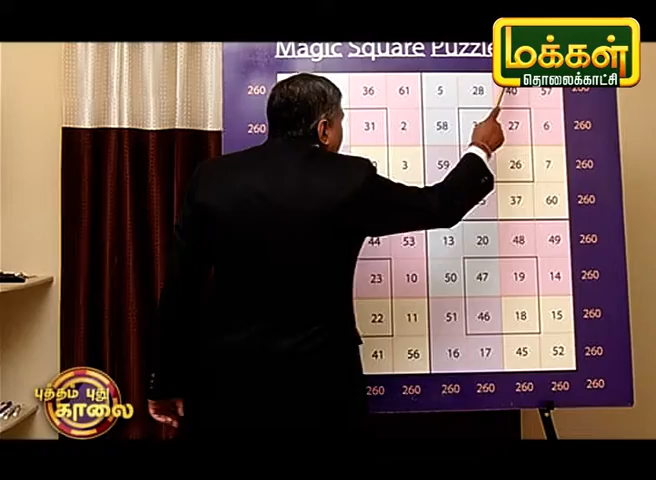 மக்கள்
தொலைக்காட்சி
Magic Square Puzzle
260 36 61 5 28 40 57 260
260 31 2 58 27 6 260
3 59 26 7 260
37 60 260
44 53 13 20 48 49 260
23 10 50 47 19 14 260
22 11 51 46 18 15 260
41 56 16 17 45 52 260
260 260 260 260 260 260
புத்தம் புது
காலை